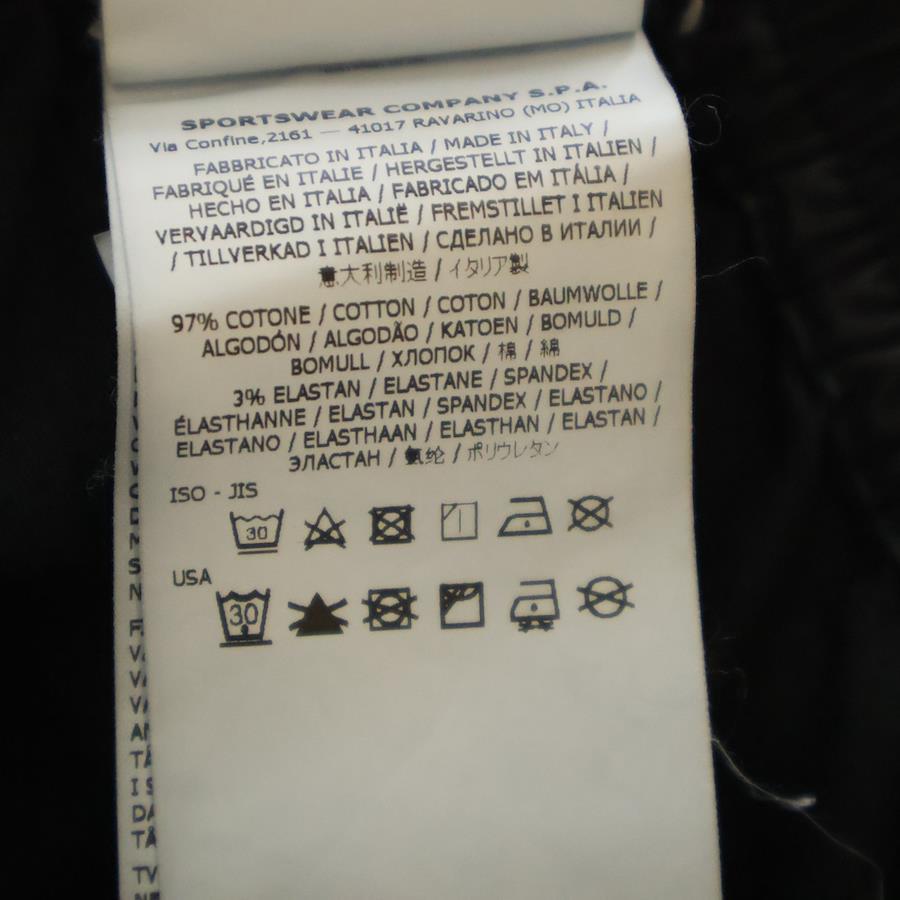 SPORTSWEAR COMPANY S.P.A.
Via Confine,2161 — 41017 RAVARINO (MO) ITALIA
FABBRICATO IN ITALIA / MADE IN ITALY /
FABRIQUÉ EN ITALIE / HERGESTELLT IN ITALIEN /
HECHO EN ITALIA / FABRICADO EM ITÁLIA /
VERVAARDIGD IN ITALIË / FREMSTILLET I ITALIEN
/ TILLVERKAD I ITALIEN / СДЕЛАНО В ИТАЛИИ /
意大利制造 / イタリア製
97% COTONE / COTTON / COTON / BAUMWOLLE /
ALGODÓN / ALGODÃO / KATOEN / BOMULD /
BOMULL / ХЛОПОК / 棉 / 綿
3% ELASTAN / ELASTANE / SPANDEX /
ÉLASTHANNE / ELASTAN / SPANDEX / ELASTANO /
ELASTANO / ELASTHAAN / ELASTHAN / ELASTAN /
ЭЛАСТАН / 氨纶 / ポリウレタン
ISO - JIS
30
USA
30